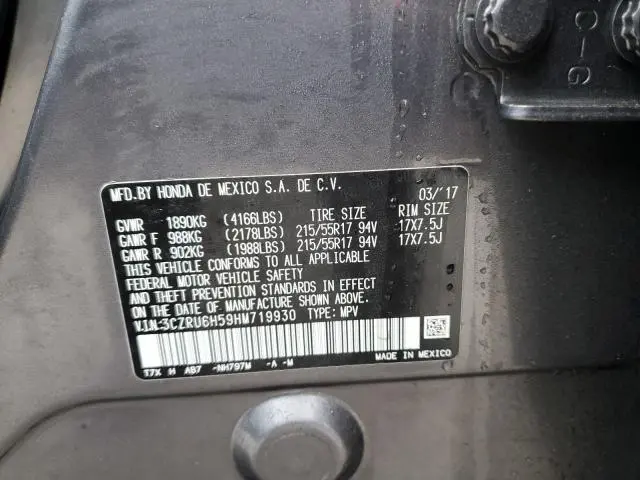 MFD.BY HONDA DE MEXICO S.A. DE C.V. 03/'17
GVWR 1890KG (4166LBS) TIRE SIZE RIM SIZE
GAWR F 988KG (2178LBS) 215/55R17 94V 17X7.5J
GAWR R 902KG (1988LBS) 215/55R17 94V 17X7.5J
THIS VEHICLE CONFORMS TO ALL APPLICABLE
FEDERAL MOTOR VEHICLE SAFETY
AND THEFT PREVENTION STANDARDS IN EFFECT
ON THE DATE OF MANUFACTURE SHOWN ABOVE.
V.I.N:3CZRU6H59HM719930 TYPE: MPV
MADE IN MEXICO
T7X H AB7 -NH797M -A -M